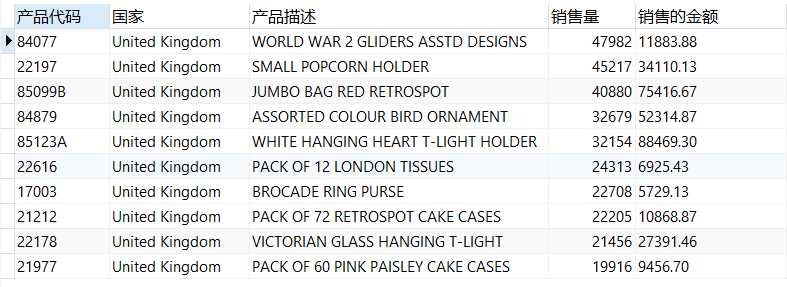 产品代码 国家 产品描述 销售量 销售的金额
84077 United Kingdom WORLD WAR 2 GLIDERS ASSTD DESIGNS 47982 11883.88
22197 United Kingdom SMALL POPCORN HOLDER 45217 34110.13
85099B United Kingdom JUMBO BAG RED RETROSPOT 40880 75416.67
84879 United Kingdom ASSORTED COLOUR BIRD ORNAMENT 32679 52314.87
85123A United Kingdom WHITE HANGING HEART T-LIGHT HOLDER 32154 88469.30
22616 United Kingdom PACK OF 12 LONDON TISSUES 24313 6925.43
17003 United Kingdom BROCADE RING PURSE 22708 5729.13
21212 United Kingdom PACK OF 72 RETROSPOT CAKE CASES 22205 10868.87
22178 United Kingdom VICTORIAN GLASS HANGING T-LIGHT 21456 27391.46
21977 United Kingdom PACK OF 60 PINK PAISLEY CAKE CASES 19916 9456.70